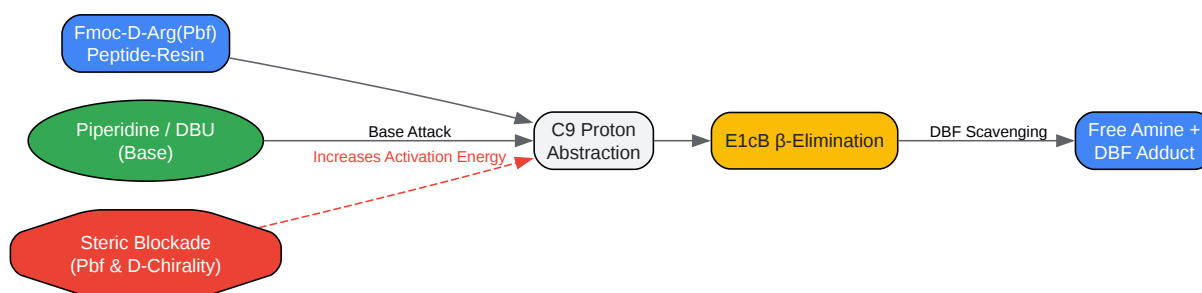 Fmoc-D-Arg(Pbf)
Peptide-Resin
Piperidine / DBU
(Base)
Base Attack
Increases Activation Energy
Steric Blockade
(Pbf & D-Chirality)
C9 Proton
Abstraction
E1cB β-Elimination
DBF Scavenging
Free Amine +
DBF Adduct